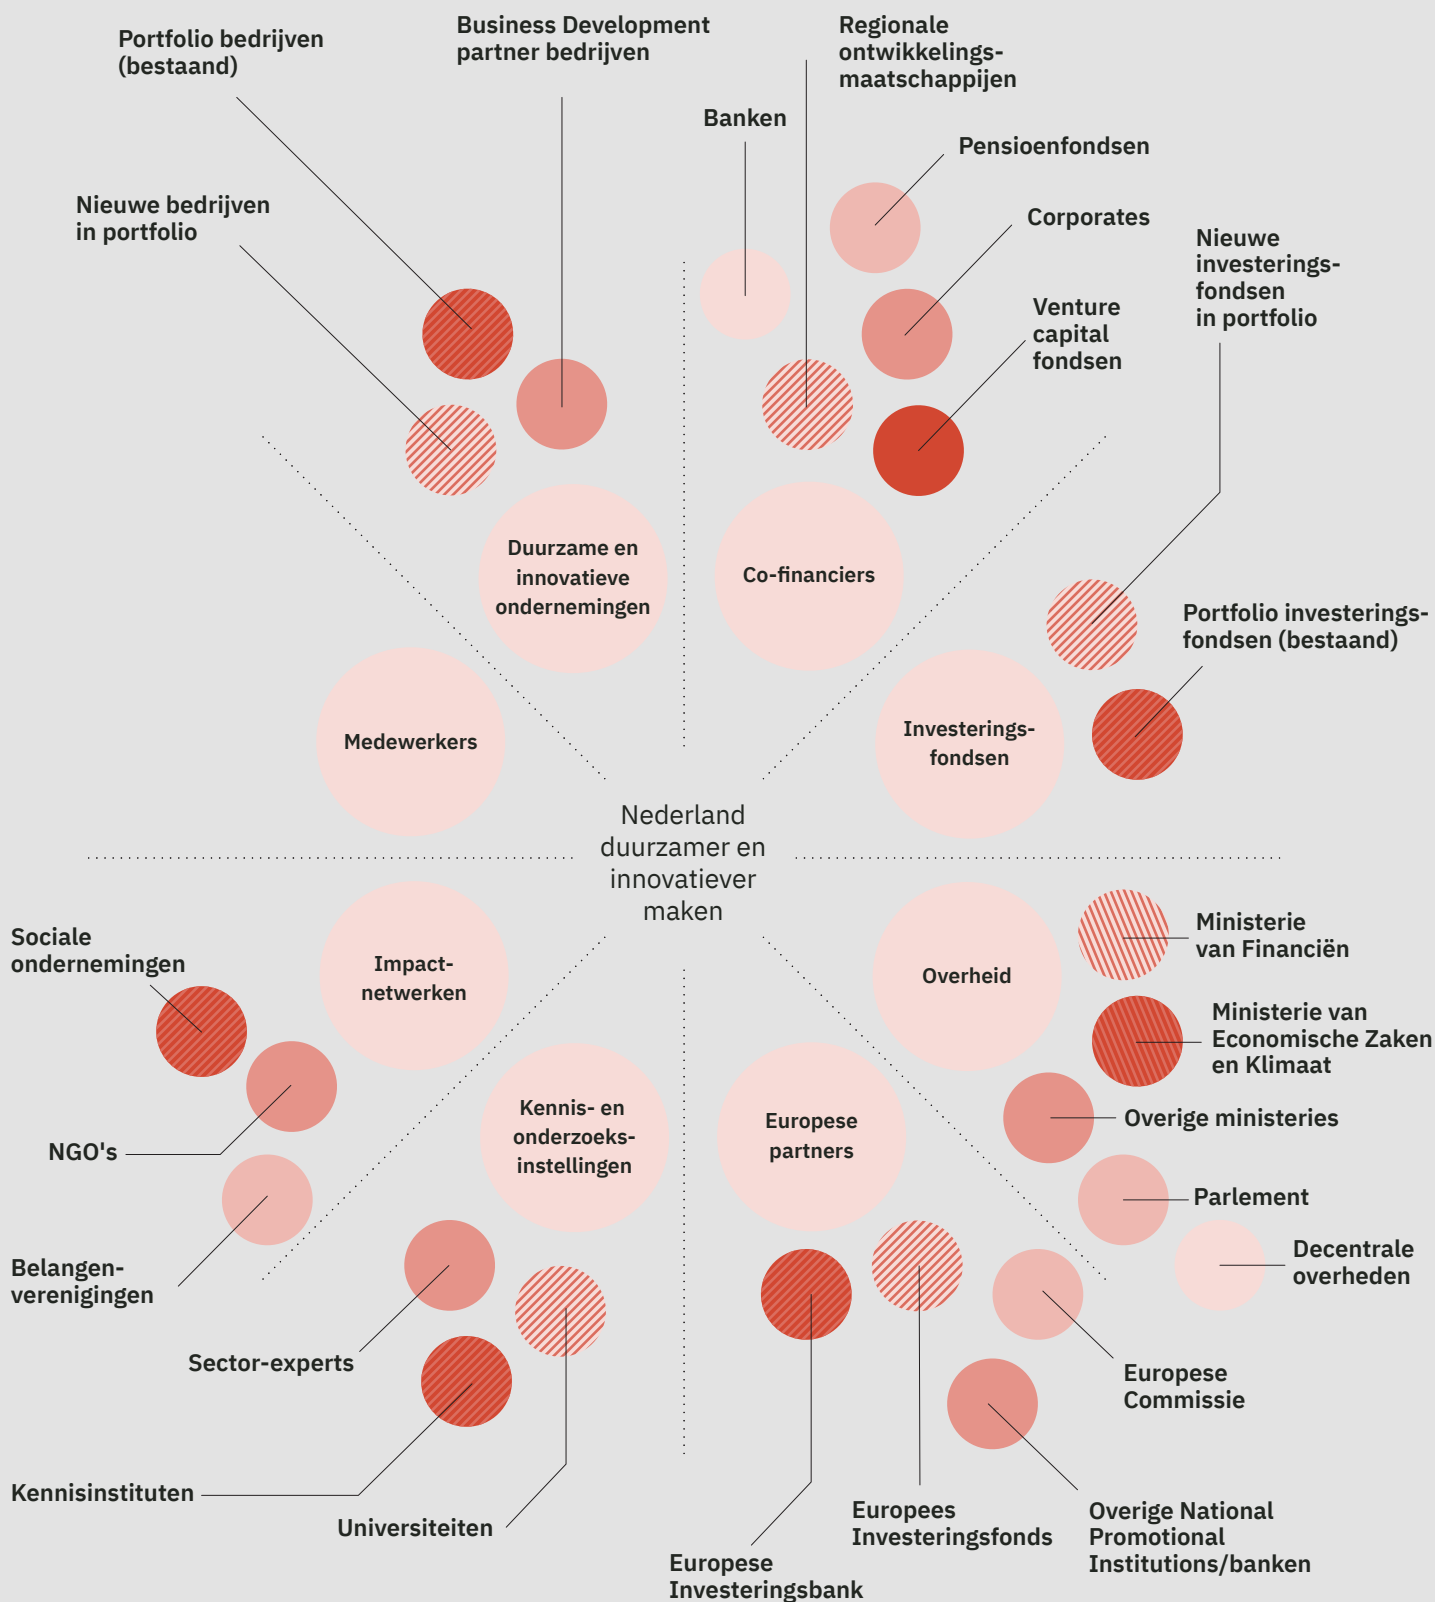 Portfolio bedrijven
(bestaand)
Business Development
partner bedrijven
Regionale
ontwikkelings-
maatschappijen
Banken
Pensioenfondsen
Nieuwe bedrijven
in portfolio
Corporates
Nieuwe
investerings-
fondsen
in portfolio
Venture
capital
fondsen
Duurzame en
innovatieve
ondernemingen
Co-financiers
Portfolio investerings-
fondsen (bestaand)
Medewerkers
Investerings-
fondsen
Nederland
duurzamer en
innovatiever
maken
Sociale
ondernemingen
Impact-
netwerken
Overheid
Ministerie
van Financiën
Ministerie van
Economische Zaken
en Klimaat
Kennis- en
onderzoeks-
instellingen
Europese
partners
Overige ministeries
NGO's
Parlement
Belangen-
verenigingen
Decentrale
overheden
Sector-experts
Europese
Commissie
Kennisinstituten
Universiteiten
Europees
Investeringsfonds
Overige National
Promotional
Institutions/banken
Europese
Investeringsbank